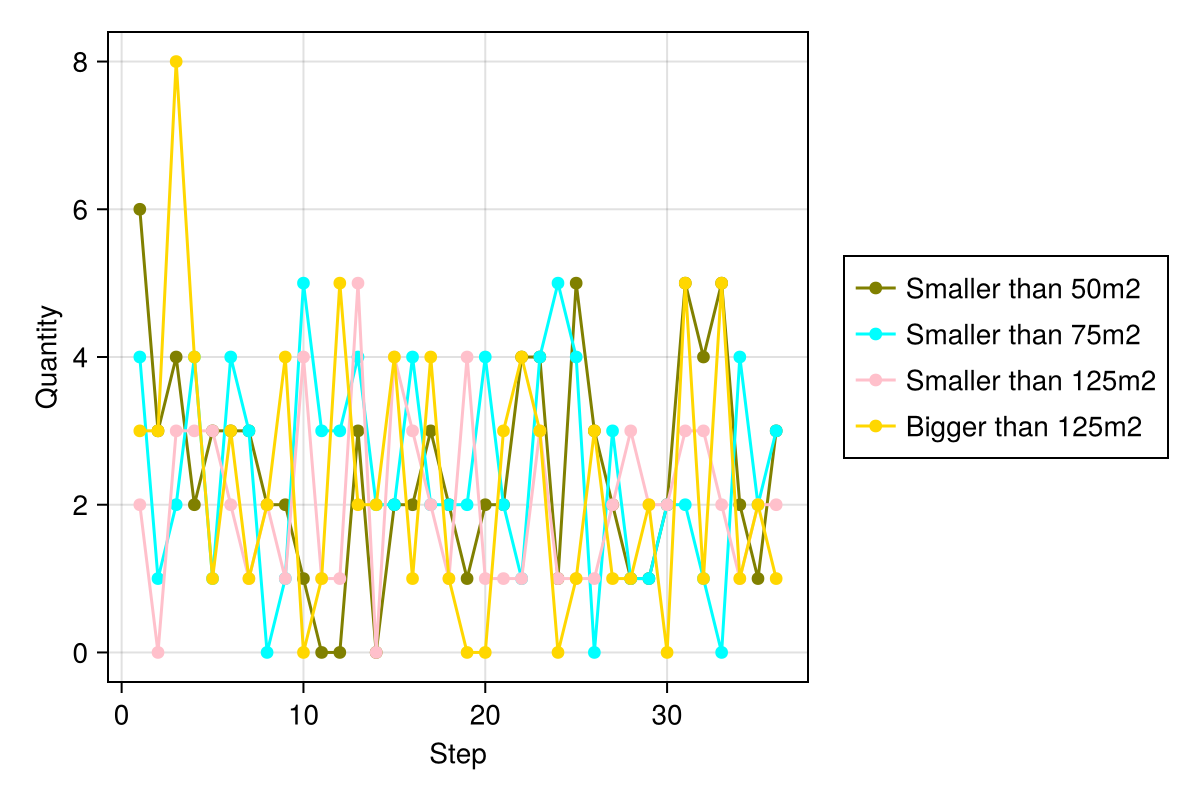 8
6
4
2
0
Quantity
0 10 20 30
Step
Smaller than 50m2
Smaller than 75m2
Smaller than 125m2
Bigger than 125m2